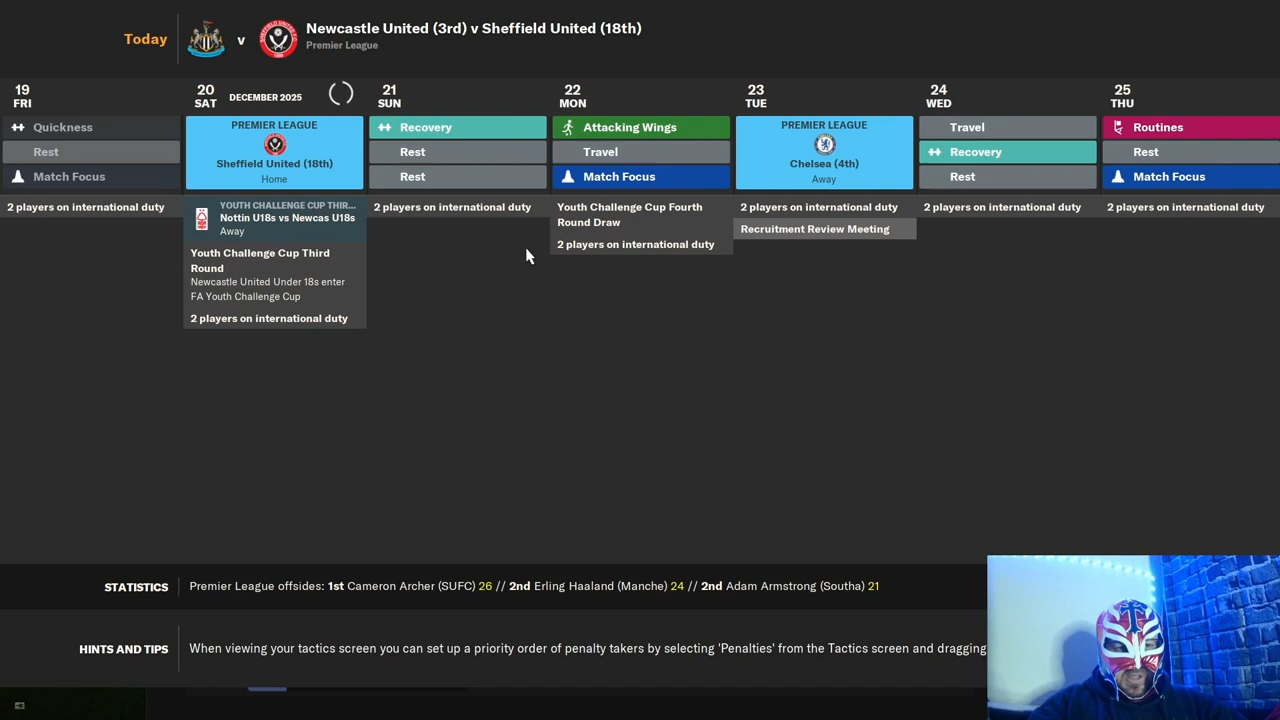 Today
v
Newcastle United (3rd) v Sheffield United (18th)
Premier League
19
FRI
20
SAT
DECEMBER 2025
21
SUN
22
MON
23
TUE
24
WED
25
THU
Quickness
Rest
Match Focus
2 players on international duty
PREMIER LEAGUE
Sheffield United (18th)
Home
YOUTH CHALLENGE CUP THIR...
Nottin U18s vs Newcas U18s
Away
Youth Challenge Cup Third
Round
Newcastle United Under 18s enter
FA Youth Challenge Cup
2 players on international duty
Recovery
Rest
Rest
2 players on international duty
Attacking Wings
Travel
Match Focus
Youth Challenge Cup Fourth
Round Draw
2 players on international duty
PREMIER LEAGUE
Chelsea (4th)
Away
2 players on international duty
Recruitment Review Meeting
Travel
Recovery
Rest
2 players on international duty
Routines
Rest
Match Focus
2 players on international duty
STATISTICS
Premier League offsides: 1st Cameron Archer (SUFC) 26 // 2nd Erling Haaland (Manche) 24 // 2nd Adam Armstrong (Southa) 21
HINTS AND TIPS
When viewing your tactics screen you can set up a priority order of penalty takers by selecting 'Penalties' from the Tactics screen and dragging